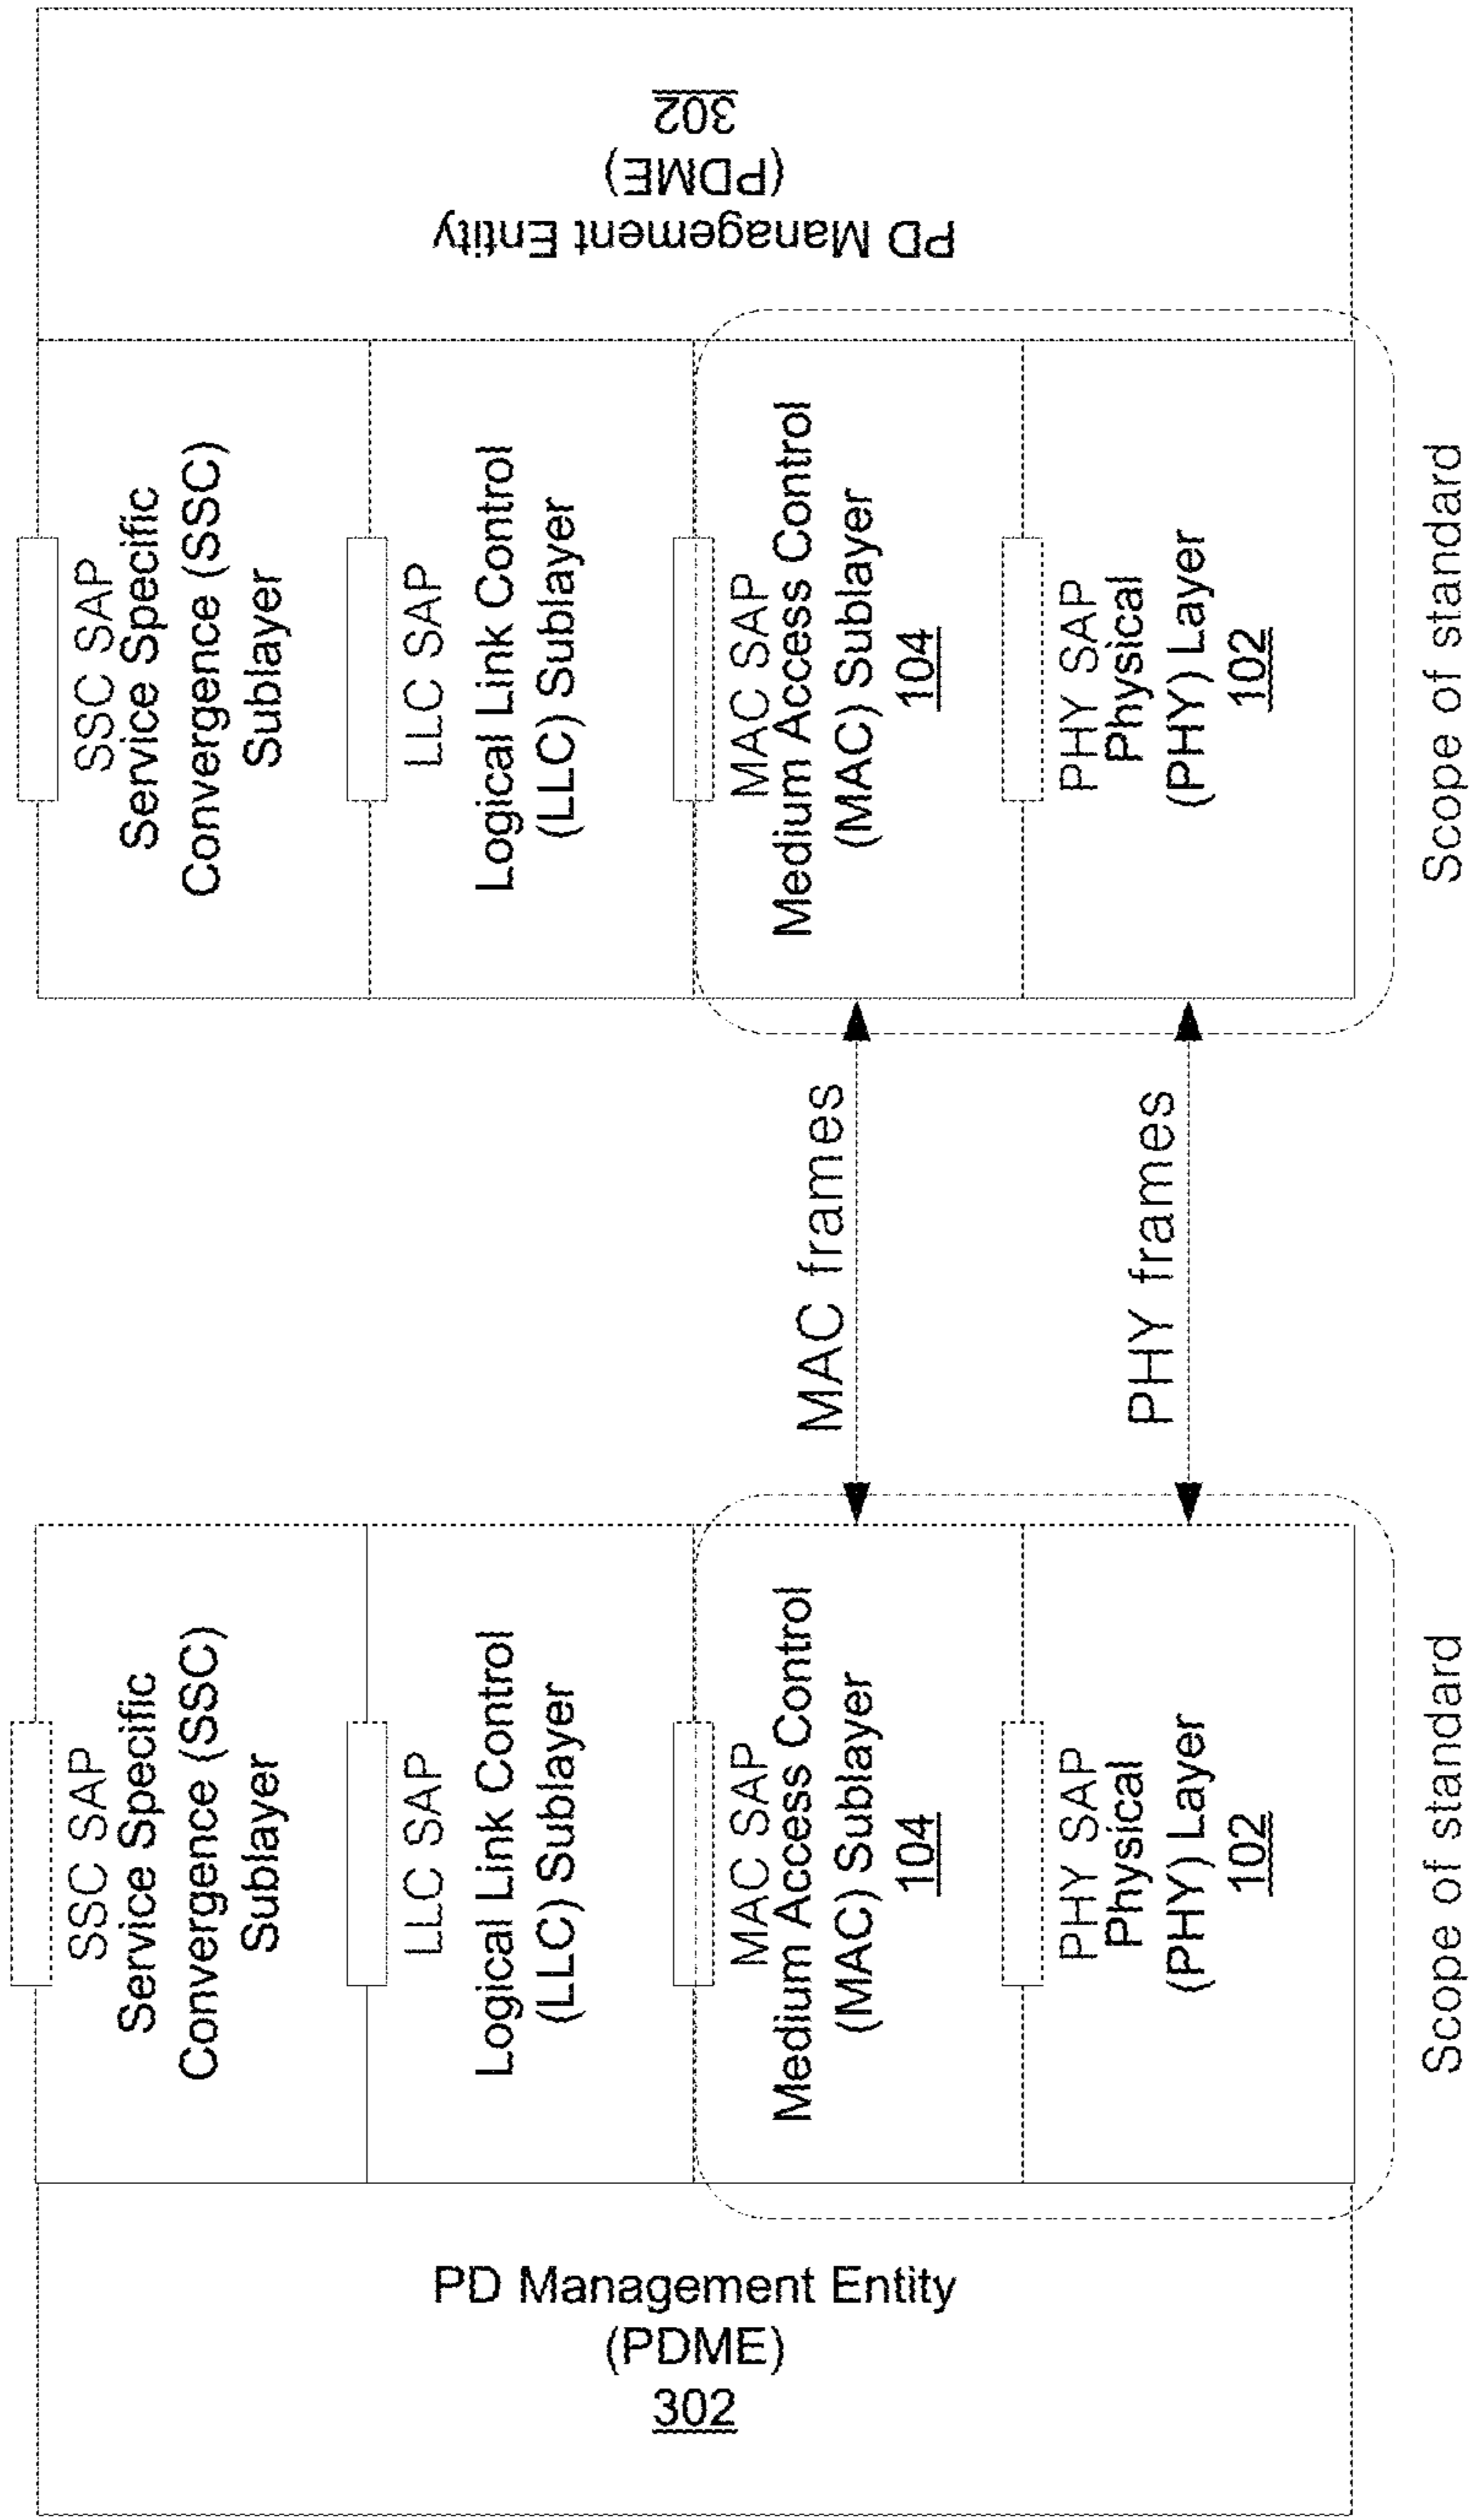 PD Management Entity
(PDME)
302
SSC SAP
Service Specific
Convergence (SSC)
Sublayer
LLC SAP
Logical Link Control
(LLC) Sublayer
MAC SAP
Medium Access Control
(MAC) Sublayer
104
PHY SAP
Physical
(PHY) Layer
102
Scope of standard
MAC frames
PHY frames
SSC SAP
Service Specific
Convergence (SSC)
Sublayer
LLC SAP
Logical Link Control
(LLC) Sublayer
MAC SAP
Medium Access Control
(MAC) Sublayer
104
PHY SAP
Physical
(PHY) Layer
102
Scope of standard
PD Management Entity
(PDME)
302